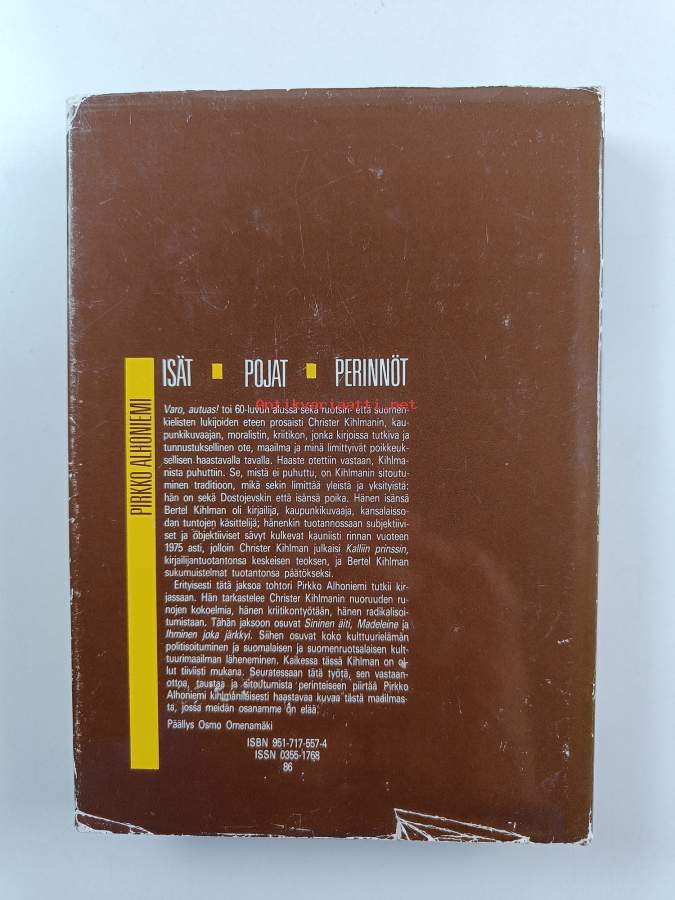 ISÄT ▪ POJAT ▪ PERINNÖT
PIRKKO ALHONIEMI
Antikvariaatti.net
Varo, autuas! toi 60-luvun alussa sekä ruotsin- että suomen-
kielisten lukijoiden eteen prosaisti Christer Kihlmanin, kau-
punkikuvaajan, moralistin, kriitikon, jonka kirjoissa tutkiva ja
tunnustuksellinen ote, maailma ja minä limittyivät poikkeuk-
sellisen haastavalla tavalla. Haaste otettiin vastaan, Kihlma-
nista puhuttiin. Se, mistä ei puhuttu, on Kihlmanin sitoutu-
minen traditioon, mikä sekin limittää yleistä ja yksityistä:
hän on sekä Dostojevskin että isänsä poika. Hänen isänsä
Bertel Kihlman oli kirjailija, kaupunkikuvaaja, kansalaisso-
dan tuntojen käsittelijä; hänenkin tuotannossaan subjektiivi-
set ja objektiiviset sävyt kulkevat kauniisti rinnan vuoteen
1975 asti, jolloin Christer Kihlman julkaisi Kalliin prinssin,
kirjailijantuotantonsa keskeisen teoksen, ja Bertel Kihlman
sukumuistelmat tuotantonsa päätökseksi.
Erityisesti tätä jaksoa tohtori Pirkko Alhoniemi tutkii kir-
jassaan. Hän tarkastelee Christer Kihlmanin nuoruuden ru-
nojen kokoelmia, hänen kriitikontyötään, hänen radikalisoi-
tumistaan. Tähän jaksoon osuvat Sininen äiti, Madeleine ja
Ihminen joka järkkyi. Siihen osuvat koko kulttuurielämän
politisoituminen ja suomalaisen ja suomenruotsalaisen kult-
tuurimaailman läheneminen. Kaikessa tässä Kihlman on ol-
lut tiiviisti mukana. Seuratessaan tätä työtä, sen vastaan-
ottoa, taustaa ja sitoutumista perinteiseen piirtää Pirkko
Alhoniemi kihlmanilaisesti haastavaa kuvaa tästä maailmas-
ta, jossa meidän osanamme on elää.
Päällys Osmo Omenamäki
ISBN 951-717-557-4
ISSN 0355-1768
86